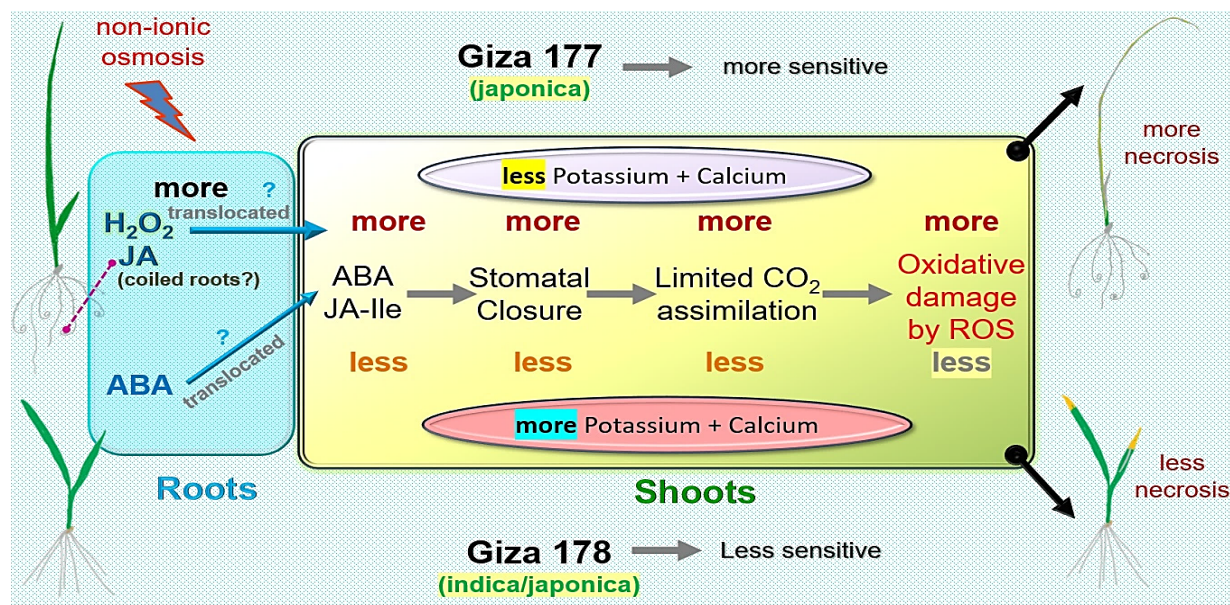 non-ionic
osmosis
Giza 177
(japonica)
more sensitive
more
necrosis
less Potassium + Calcium
more ?
translocated
H₂O₂
JA
(coiled roots?)
?
translocated
ABA
more more more more
ABA
JA-Ile
Stomatal
Closure
Limited CO₂
assimilation
Oxidative
damage
by ROS
less less less less
more Potassium + Calcium
Roots
Shoots
less
necrosis
Giza 178
(indica/japonica)
Less sensitive